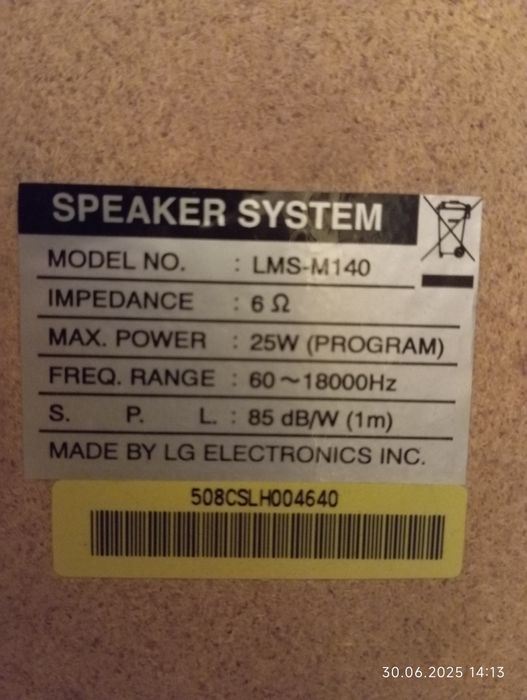 SPEAKER SYSTEM
MODEL NO. : LMS-M140
IMPEDANCE : 6 Ω
MAX. POWER : 25W (PROGRAM)
FREQ. RANGE : 60~18000Hz
S. P. L. : 85 dB/W (1m)
MADE BY LG ELECTRONICS INC.
508CSLH004640
30.06.2025 14:13